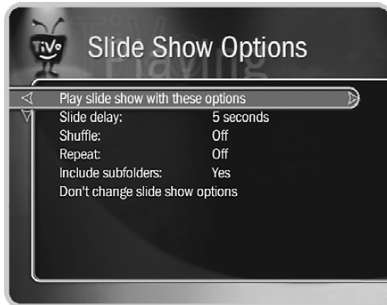 TiVo
Slide Show Options
Play slide show with these options
Slide delay: 5 seconds
Shuffle: Off
Repeat: Off
Include subfolders: Yes
Don't change slide show options